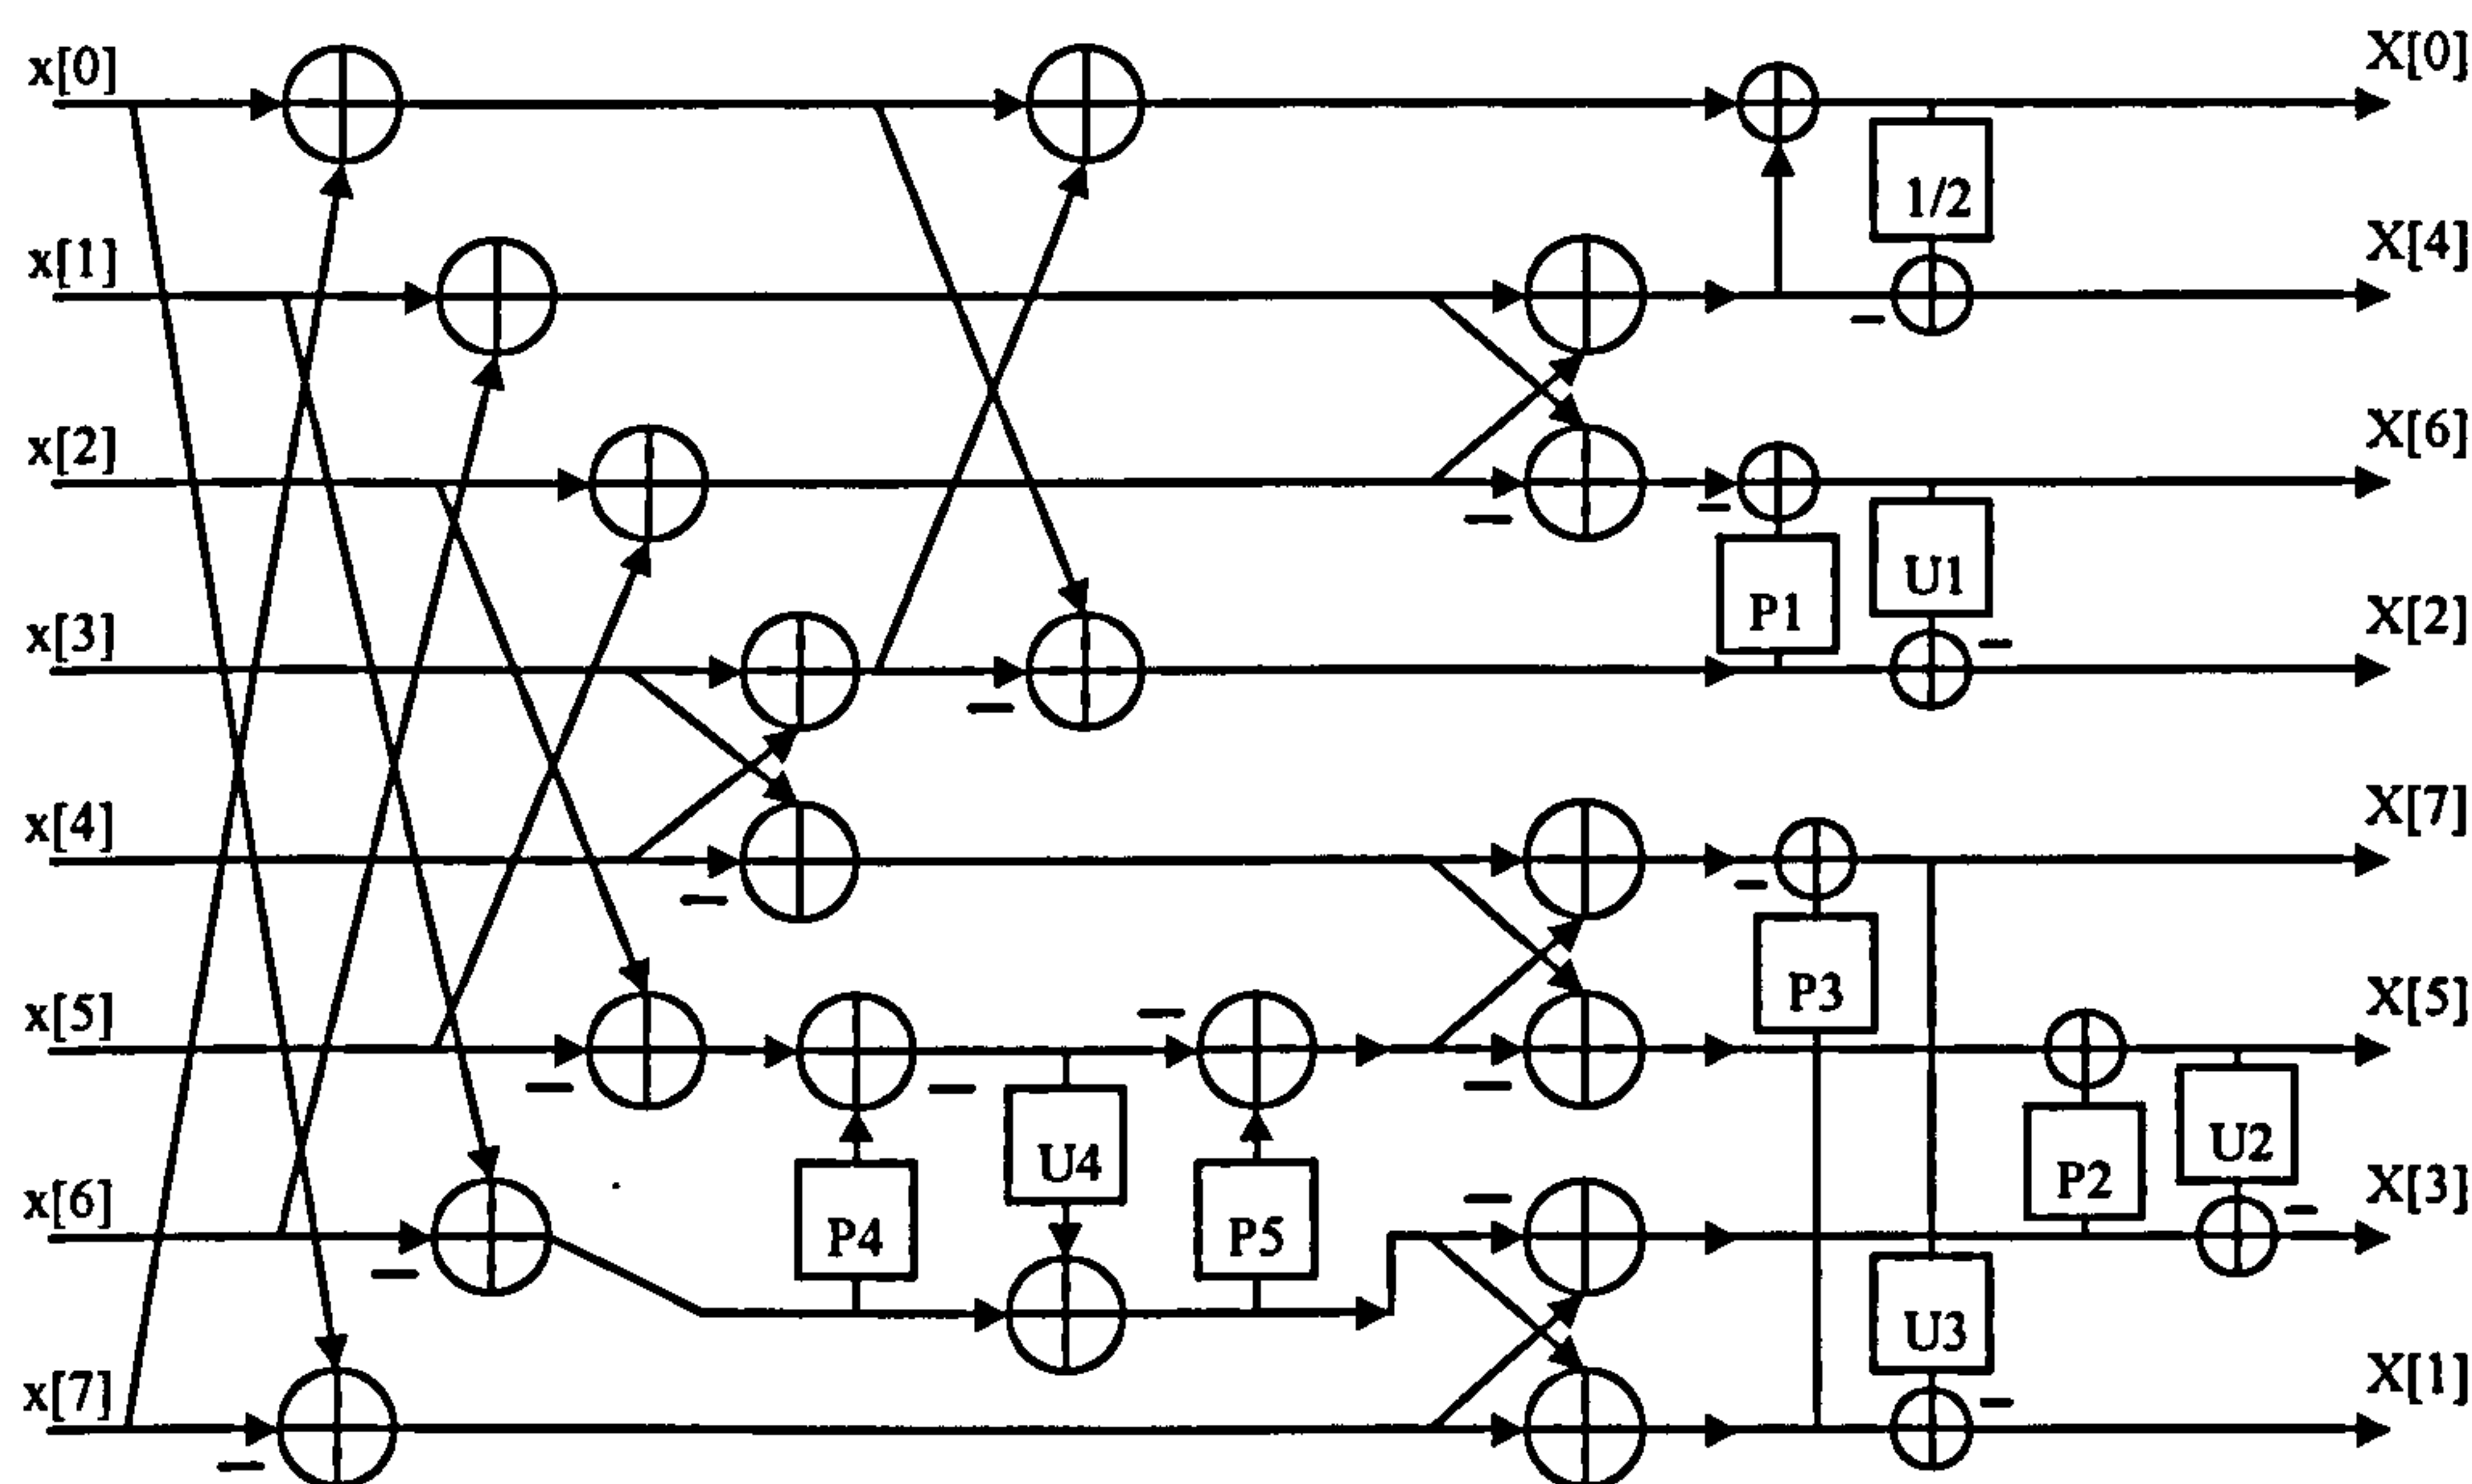 x[0] X[0]
1/2
x[1] X[4]
x[2] X[6]
U1
P1
x[3] X[2]
x[4] X[7]
P3
x[5] X[5]
U4 U2
P2
x[6] X[3]
P4 P5
U3
x[7] X[1]